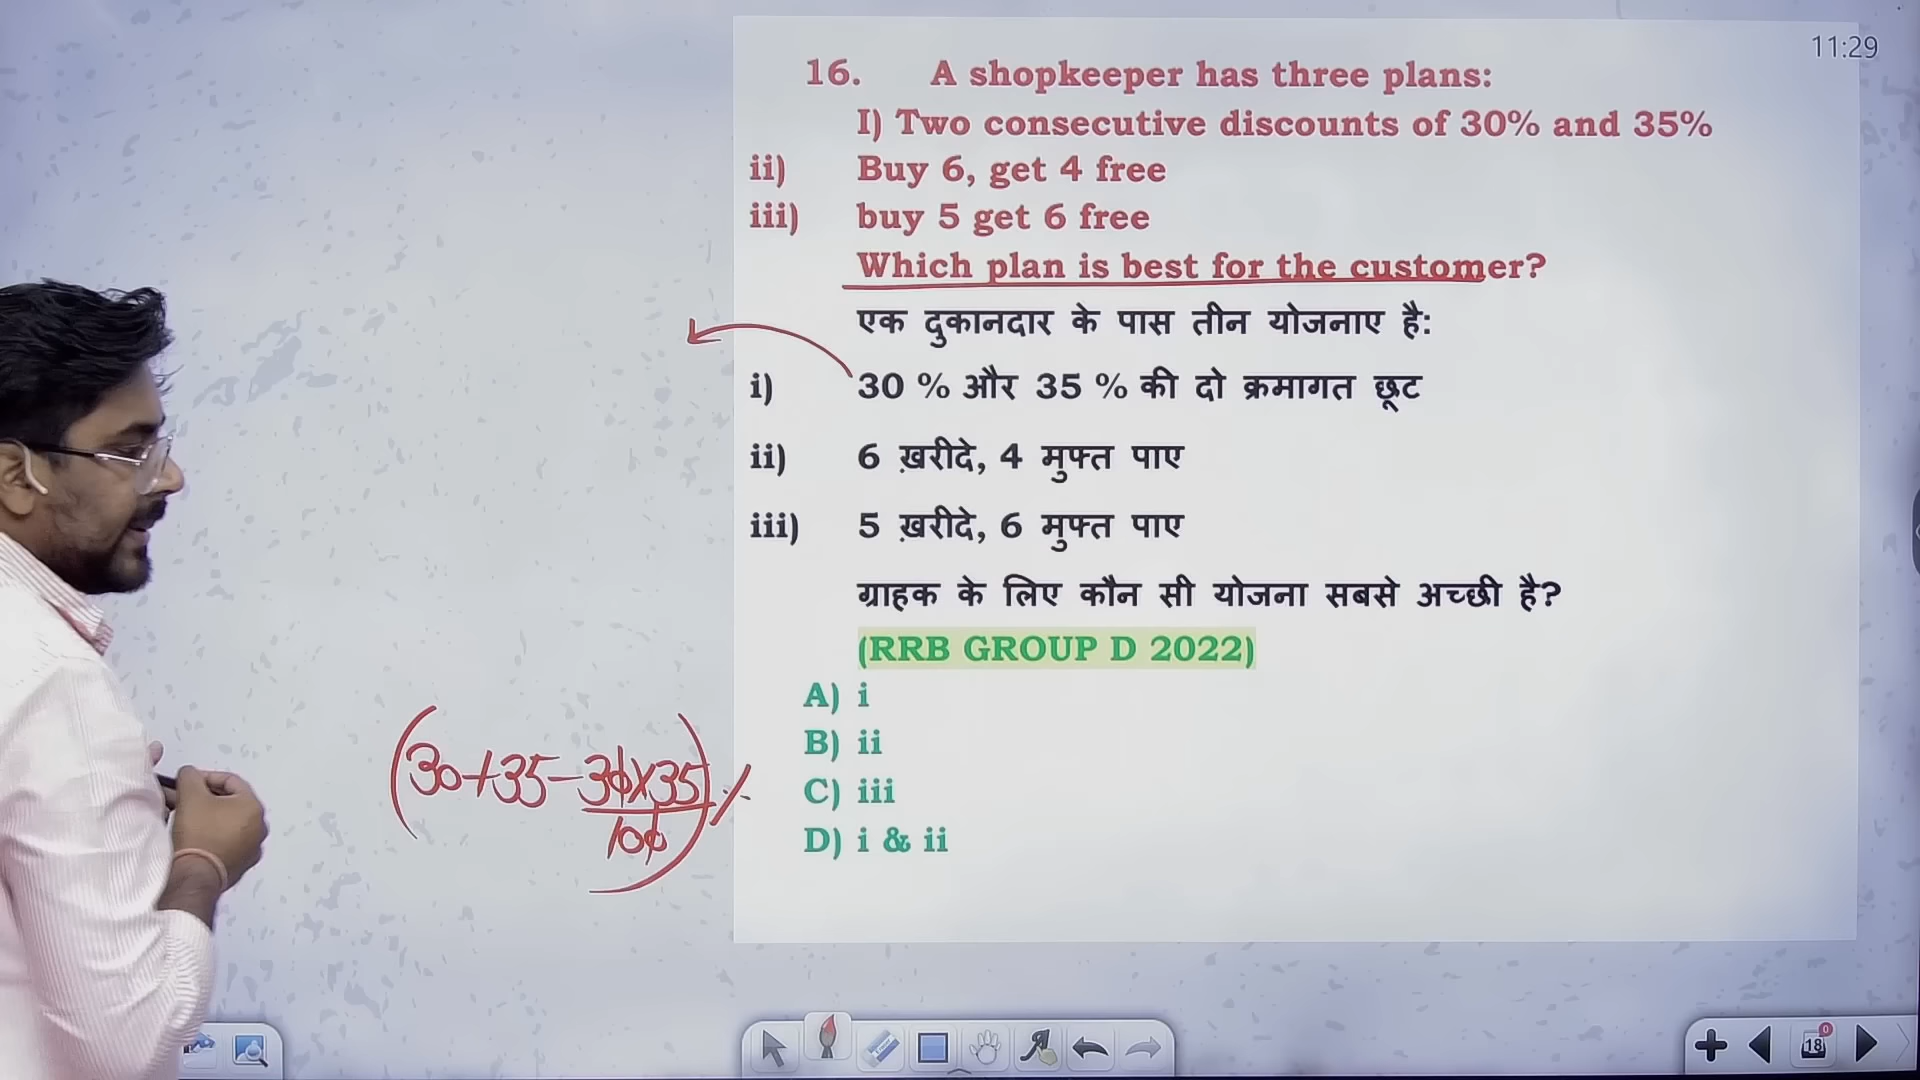 11:29
16. A shopkeeper has three plans:
I) Two consecutive discounts of 30% and 35%
ii) Buy 6, get 4 free
iii) buy 5 get 6 free
Which plan is best for the customer?
एक दुकानदार के पास तीन योजनाए है:
i) 30 % और 35 % की दो क्रमागत छूट
ii) 6 ख़रीदे, 4 मुफ्त पाए
iii) 5 ख़रीदे, 6 मुफ्त पाए
ग्राहक के लिए कौन सी योजना सबसे अच्छी है?
(RRB GROUP D 2022)
A) i
B) ii
C) iii
D) i & ii
(30+35-30×35/100)%
18
0